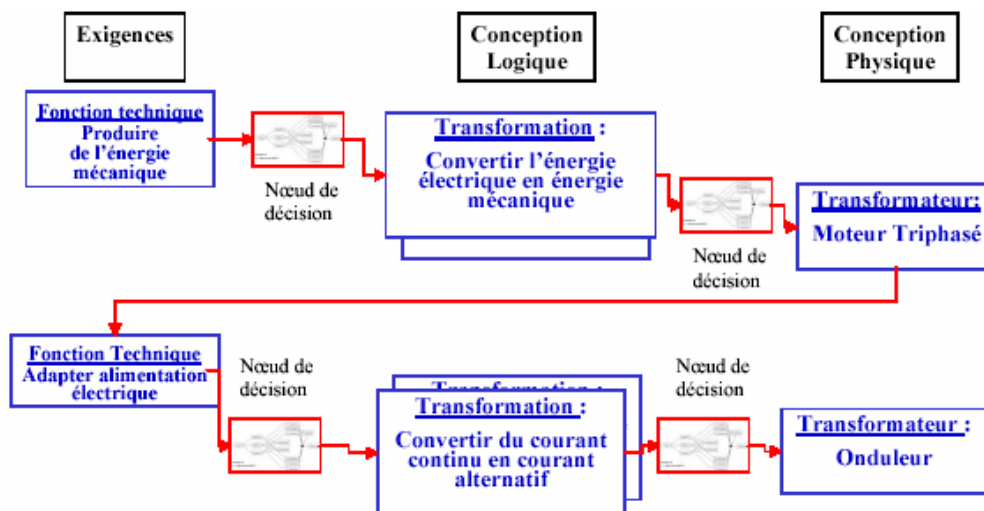 Exigences
Conception
Logique
Conception
Physique
Fonction technique
Produire
de l'énergie
mécanique
Nœud de
décision
Transformation :
Convertir l'énergie
électrique en énergie
mécanique
Nœud de
décision
Transformateur:
Moteur Triphasé
Fonction Technique
Adapter alimentation
électrique
Nœud de
décision
Transformation :
Transformation :
Convertir du courant
continu en courant
alternatif
Nœud de
décision
Transformateur :
Onduleur